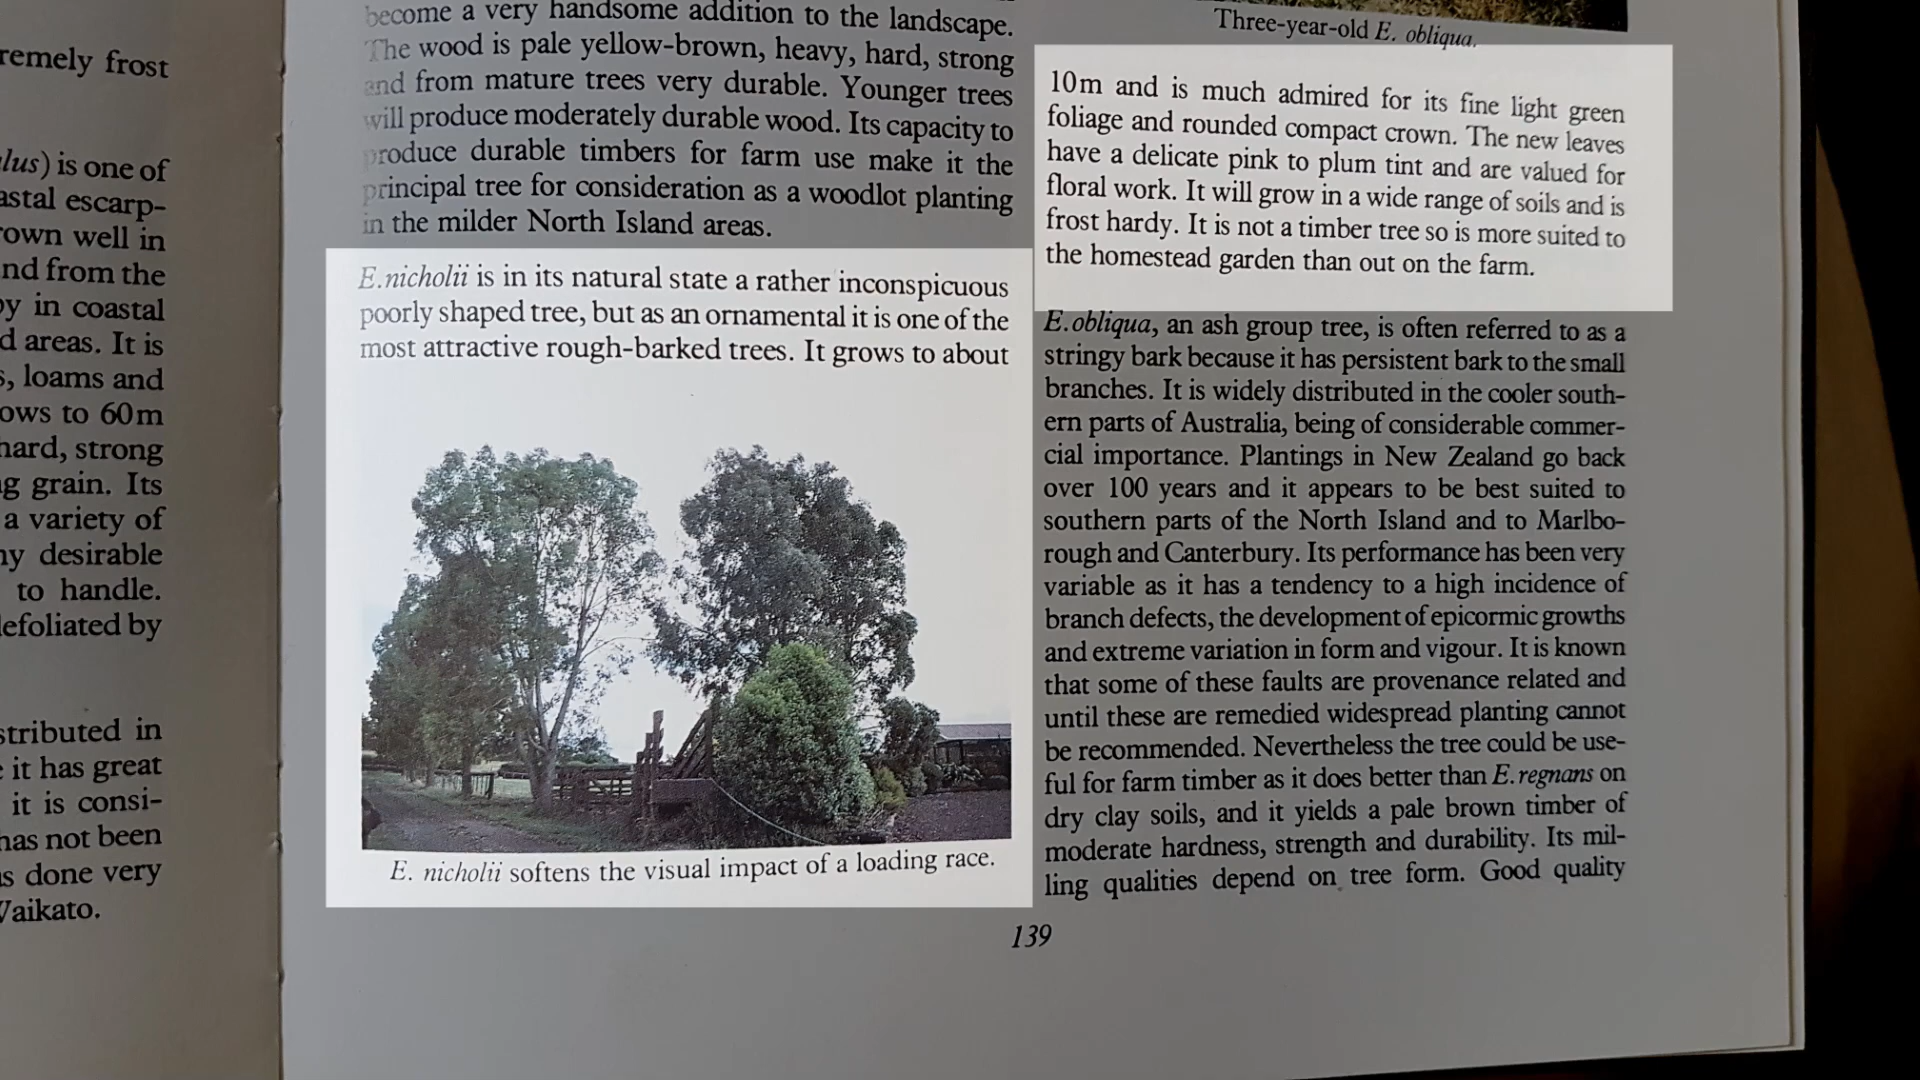 remely frost
lus) is one of
astal escarp-
own well in
nd from the
y in coastal
d areas. It is
s, loams and
ows to 60m
hard, strong
g grain. Its
a variety of
ny desirable
to handle.
lefoliated by
stributed in
it has great
it is consi-
has not been
s done very
Vaikato.
become a very handsome addition to the landscape.
The wood is pale yellow-brown, heavy, hard, strong
and from mature trees very durable. Younger trees
will produce moderately durable wood. Its capacity to
produce durable timbers for farm use make it the
principal tree for consideration as a woodlot planting
in the milder North Island areas.
E.nicholii is in its natural state a rather inconspicuous
poorly shaped tree, but as an ornamental it is one of the
most attractive rough-barked trees. It grows to about
E. nicholii softens the visual impact of a loading race.
Three-year-old E. obliqua.
10m and is much admired for its fine light green
foliage and rounded compact crown. The new leaves
have a delicate pink to plum tint and are valued for
floral work. It will grow in a wide range of soils and is
frost hardy. It is not a timber tree so is more suited to
the homestead garden than out on the farm.
E.obliqua, an ash group tree, is often referred to as a
stringy bark because it has persistent bark to the small
branches. It is widely distributed in the cooler south-
ern parts of Australia, being of considerable commer-
cial importance. Plantings in New Zealand go back
over 100 years and it appears to be best suited to
southern parts of the North Island and to Marlbo-
rough and Canterbury. Its performance has been very
variable as it has a tendency to a high incidence of
branch defects, the development of epicormic growths
and extreme variation in form and vigour. It is known
that some of these faults are provenance related and
until these are remedied widespread planting cannot
be recommended. Nevertheless the tree could be use-
ful for farm timber as it does better than E.regnans on
dry clay soils, and it yields a pale brown timber of
moderate hardness, strength and durability. Its mil-
ling qualities depend on tree form. Good quality
139